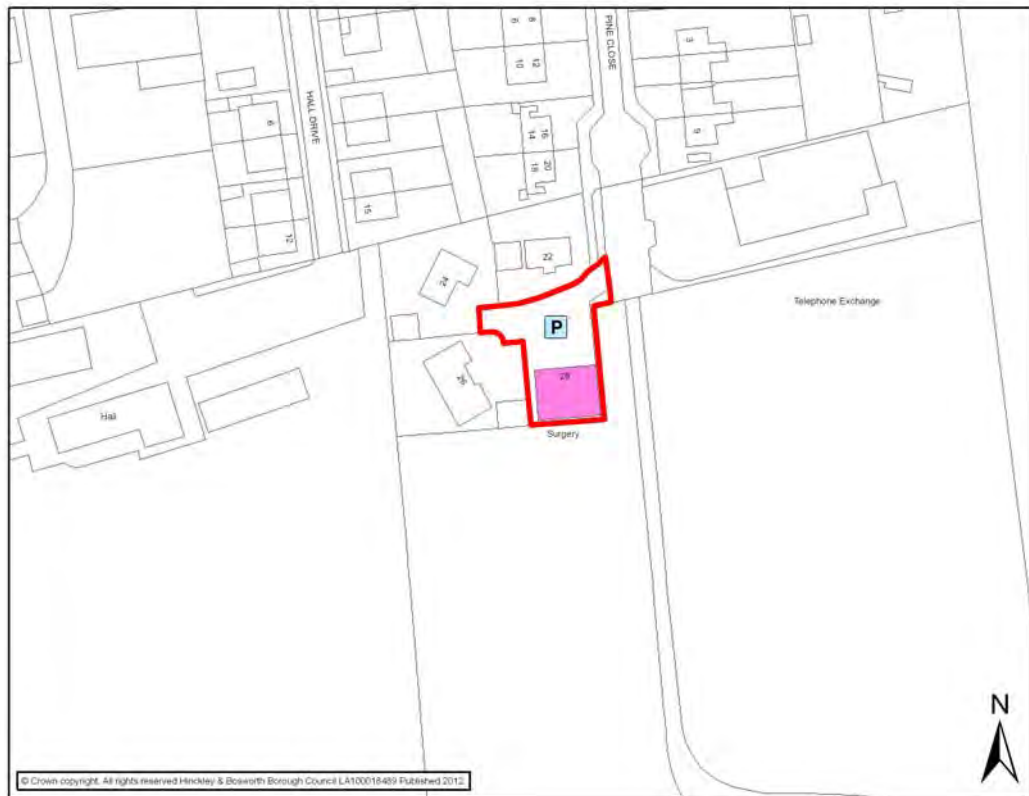 PINE CLOSE
HALL DRIVE
6
8
10
12
3
6
14
16
18
20
9
15
12
22
24
Telephone Exchange
P
26
28
Hall
Surgery
N
© Crown copyright. All rights reserved Hinckley & Bosworth Borough Council LA100018489 Published 2012